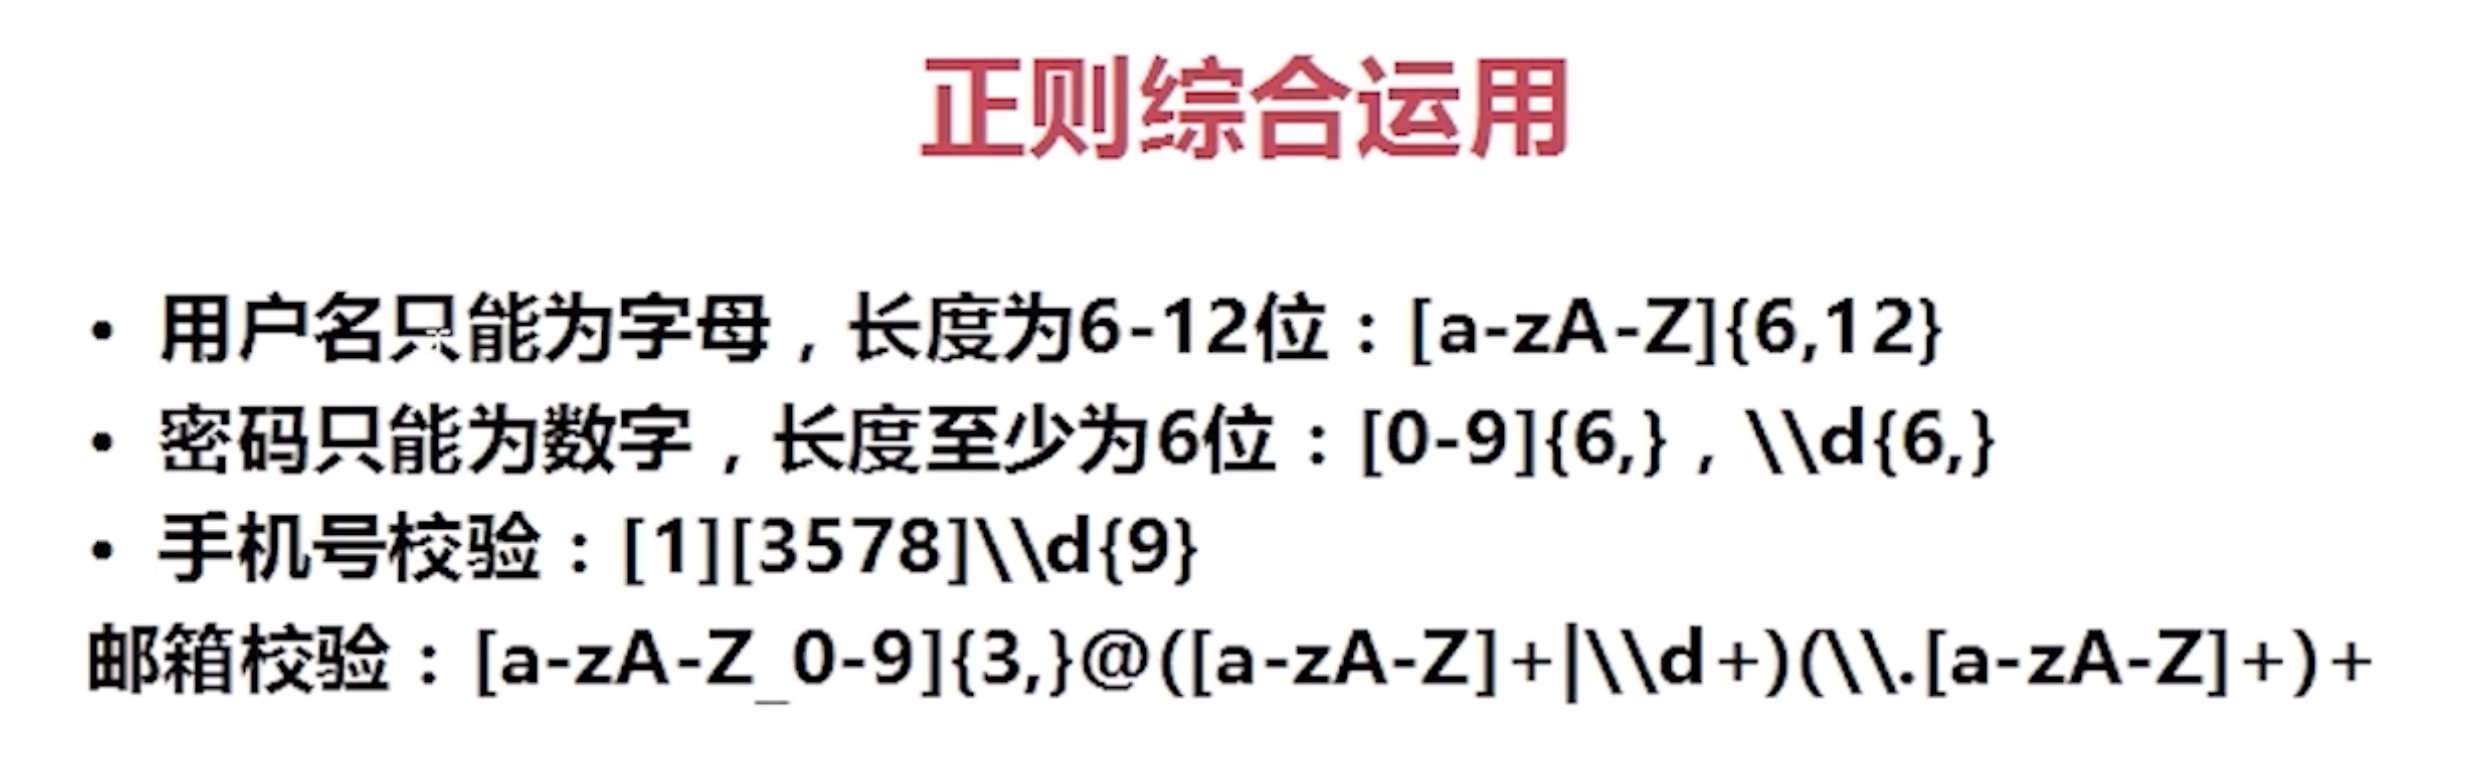 正则综合运用
• 用户名只能为字母，长度为6-12位：[a-zA-Z]{6,12}
• 密码只能为数字，长度至少为6位：[0-9]{6,}，\\d{6,}
• 手机号校验：[1][3578]\\d{9}
邮箱校验：[a-zA-Z_0-9]{3,}@([a-zA-Z]+|\\d+)(\\.[a-zA-Z]+)+